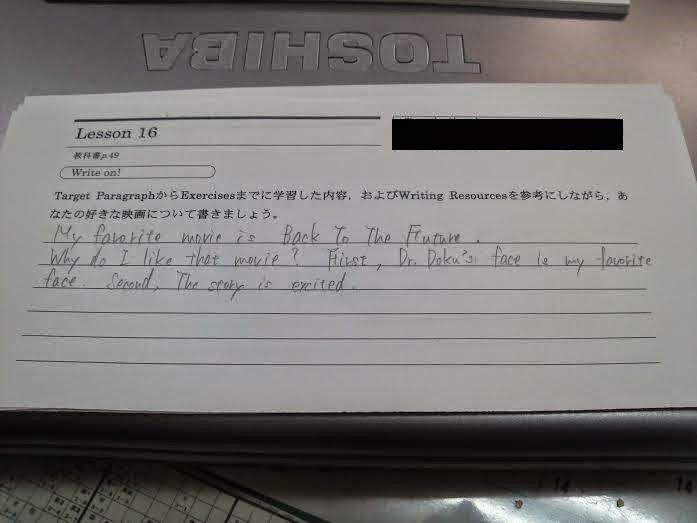 TOSHIBA
Lesson 16
教科書p.49
Write on!
Target ParagraphからExercisesまでに学習した内容，およびWriting Resourcesを参考にしながら，あ
なたの好きな映画について書きましょう。
My favorite movie is Back To The Fruture.
Why do I like that movie? First, Dr. Doku's face is my favorite
face. Second, The story is excited.
14
14